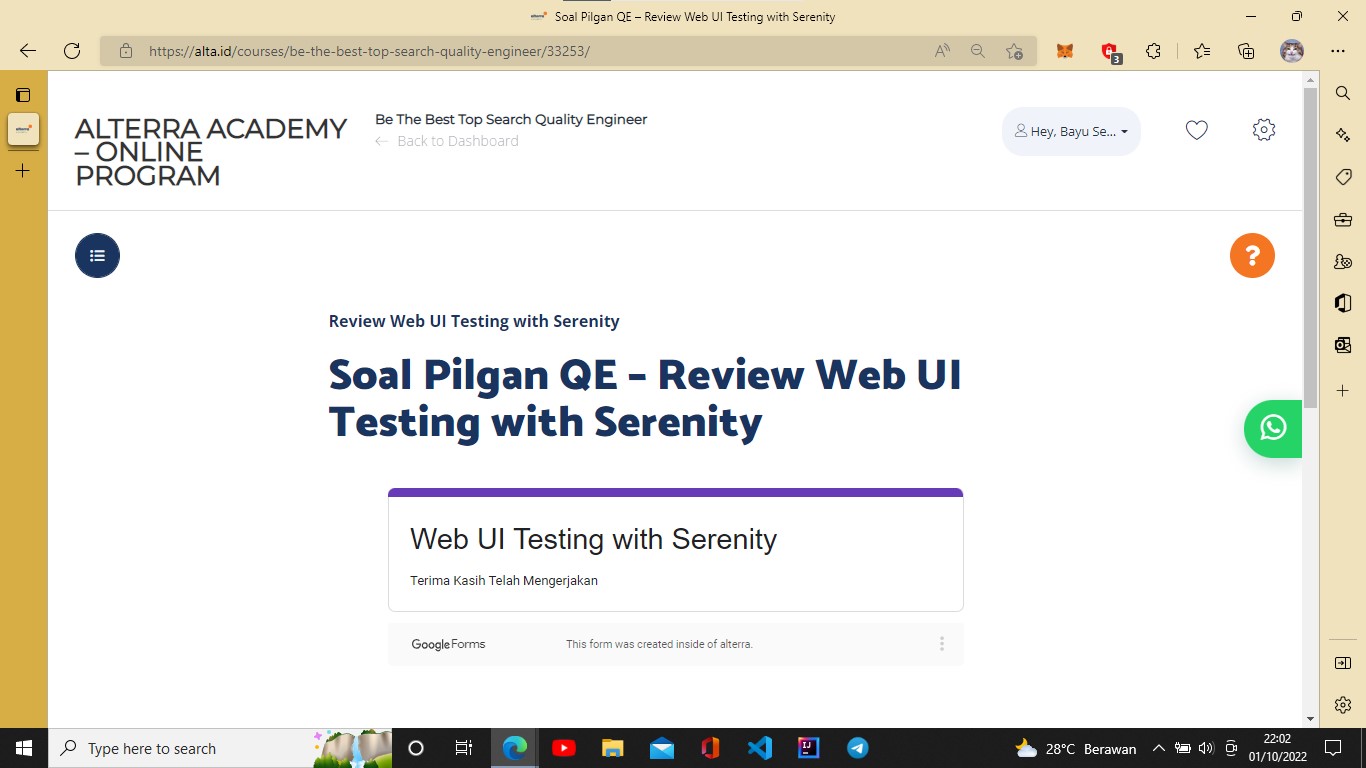 Soal Pilgan QE – Review Web UI Testing with Serenity
https://alta.id/courses/be-the-best-top-search-quality-engineer/33253/
3
ALTERRA ACADEMY
– ONLINE
PROGRAM
Be The Best Top Search Quality Engineer
← Back to Dashboard
Hey, Bayu Se...
?
Review Web UI Testing with Serenity
Soal Pilgan QE – Review Web UI
Testing with Serenity
Web UI Testing with Serenity
Terima Kasih Telah Mengerjakan
Google Forms
This form was created inside of alterra.
Type here to search
28°C Berawan
22:02
01/10/2022